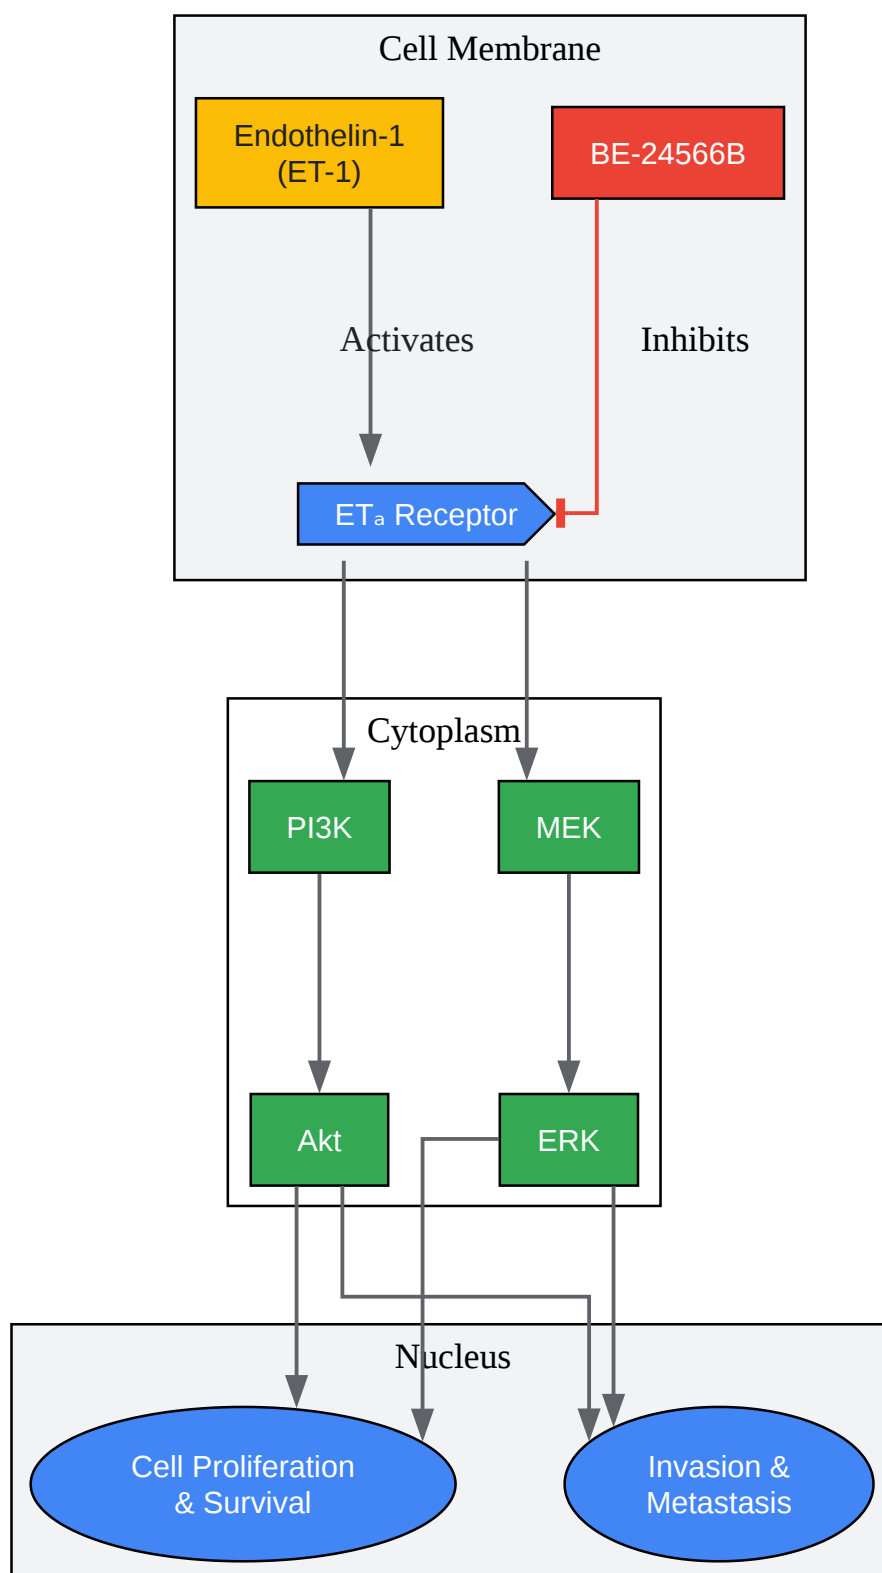 Cell Membrane
Endothelin-1
(ET-1)
BE-24566B
Activates
Inhibits
ETₐ Receptor
Cytoplasm
PI3K
MEK
Akt
ERK
Nucleus
Cell Proliferation
& Survival
Invasion &
Metastasis